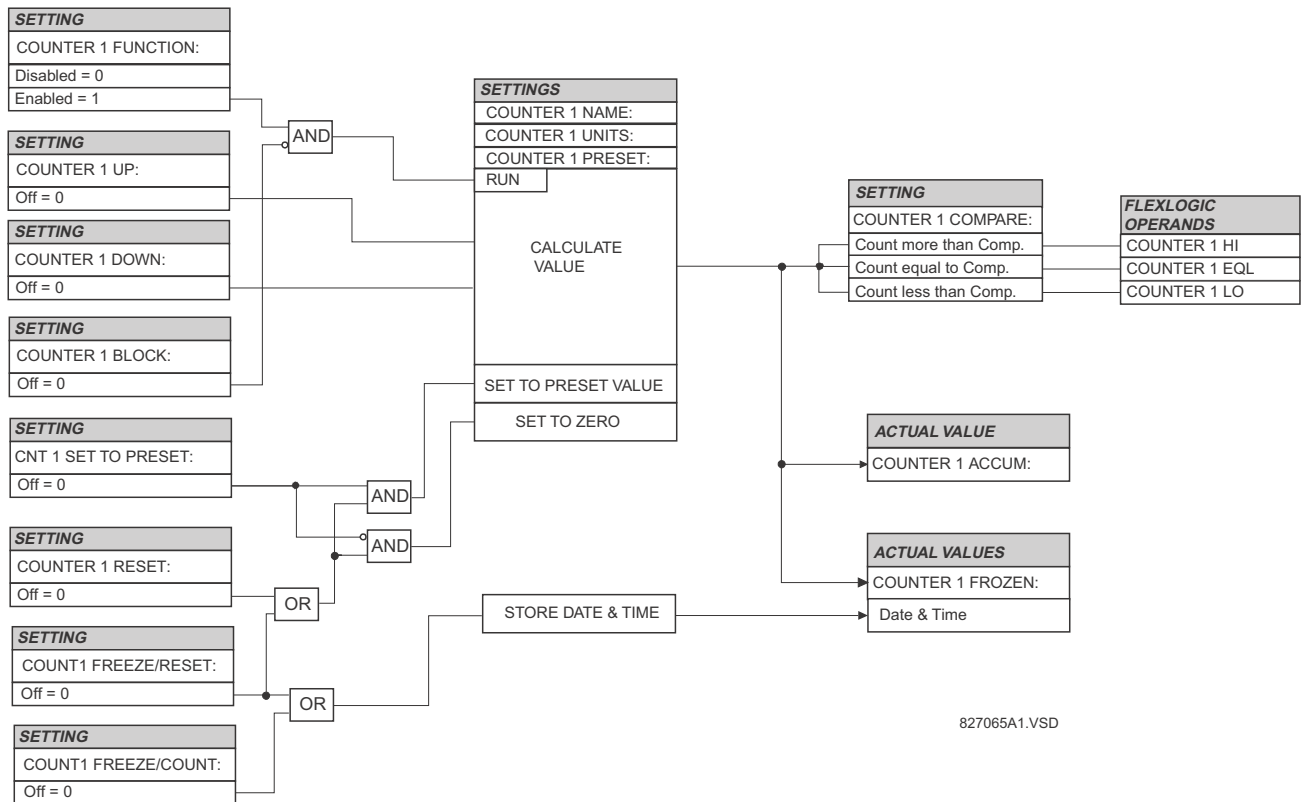 SETTING
COUNTER 1 FUNCTION:
Disabled = 0
Enabled = 1
SETTING
COUNTER 1 UP:
Off = 0
SETTING
COUNTER 1 DOWN:
Off = 0
SETTING
COUNTER 1 BLOCK:
Off = 0
SETTING
CNT 1 SET TO PRESET:
Off = 0
SETTING
COUNTER 1 RESET:
Off = 0
SETTING
COUNT1 FREEZE/RESET:
Off = 0
SETTING
COUNT1 FREEZE/COUNT:
Off = 0
AND
AND
AND
OR
OR
SETTINGS
COUNTER 1 NAME:
COUNTER 1 UNITS:
COUNTER 1 PRESET:
RUN
CALCULATE
VALUE
SET TO PRESET VALUE
SET TO ZERO
STORE DATE & TIME
SETTING
COUNTER 1 COMPARE:
Count more than Comp.
Count equal to Comp.
Count less than Comp.
FLEXLOGIC
OPERANDS
COUNTER 1 HI
COUNTER 1 EQL
COUNTER 1 LO
ACTUAL VALUE
COUNTER 1 ACCUM:
ACTUAL VALUES
COUNTER 1 FROZEN:
Date & Time
827065A1.VSD